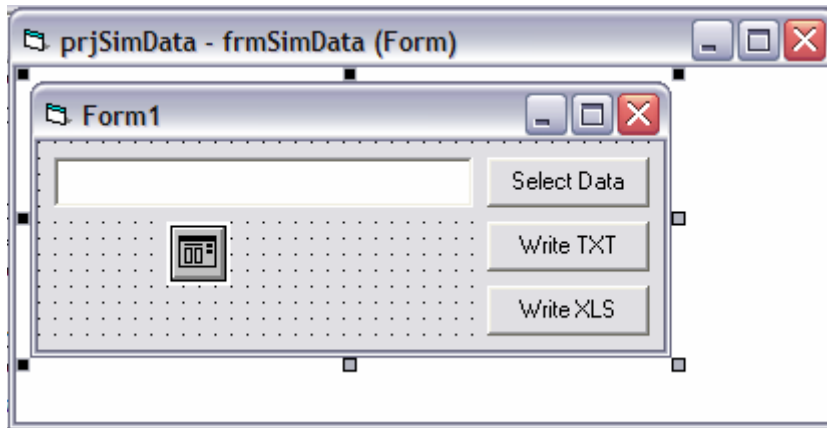 prjSimData - frmSimData (Form)
Form1
Select Data
Write TXT
Write XLS